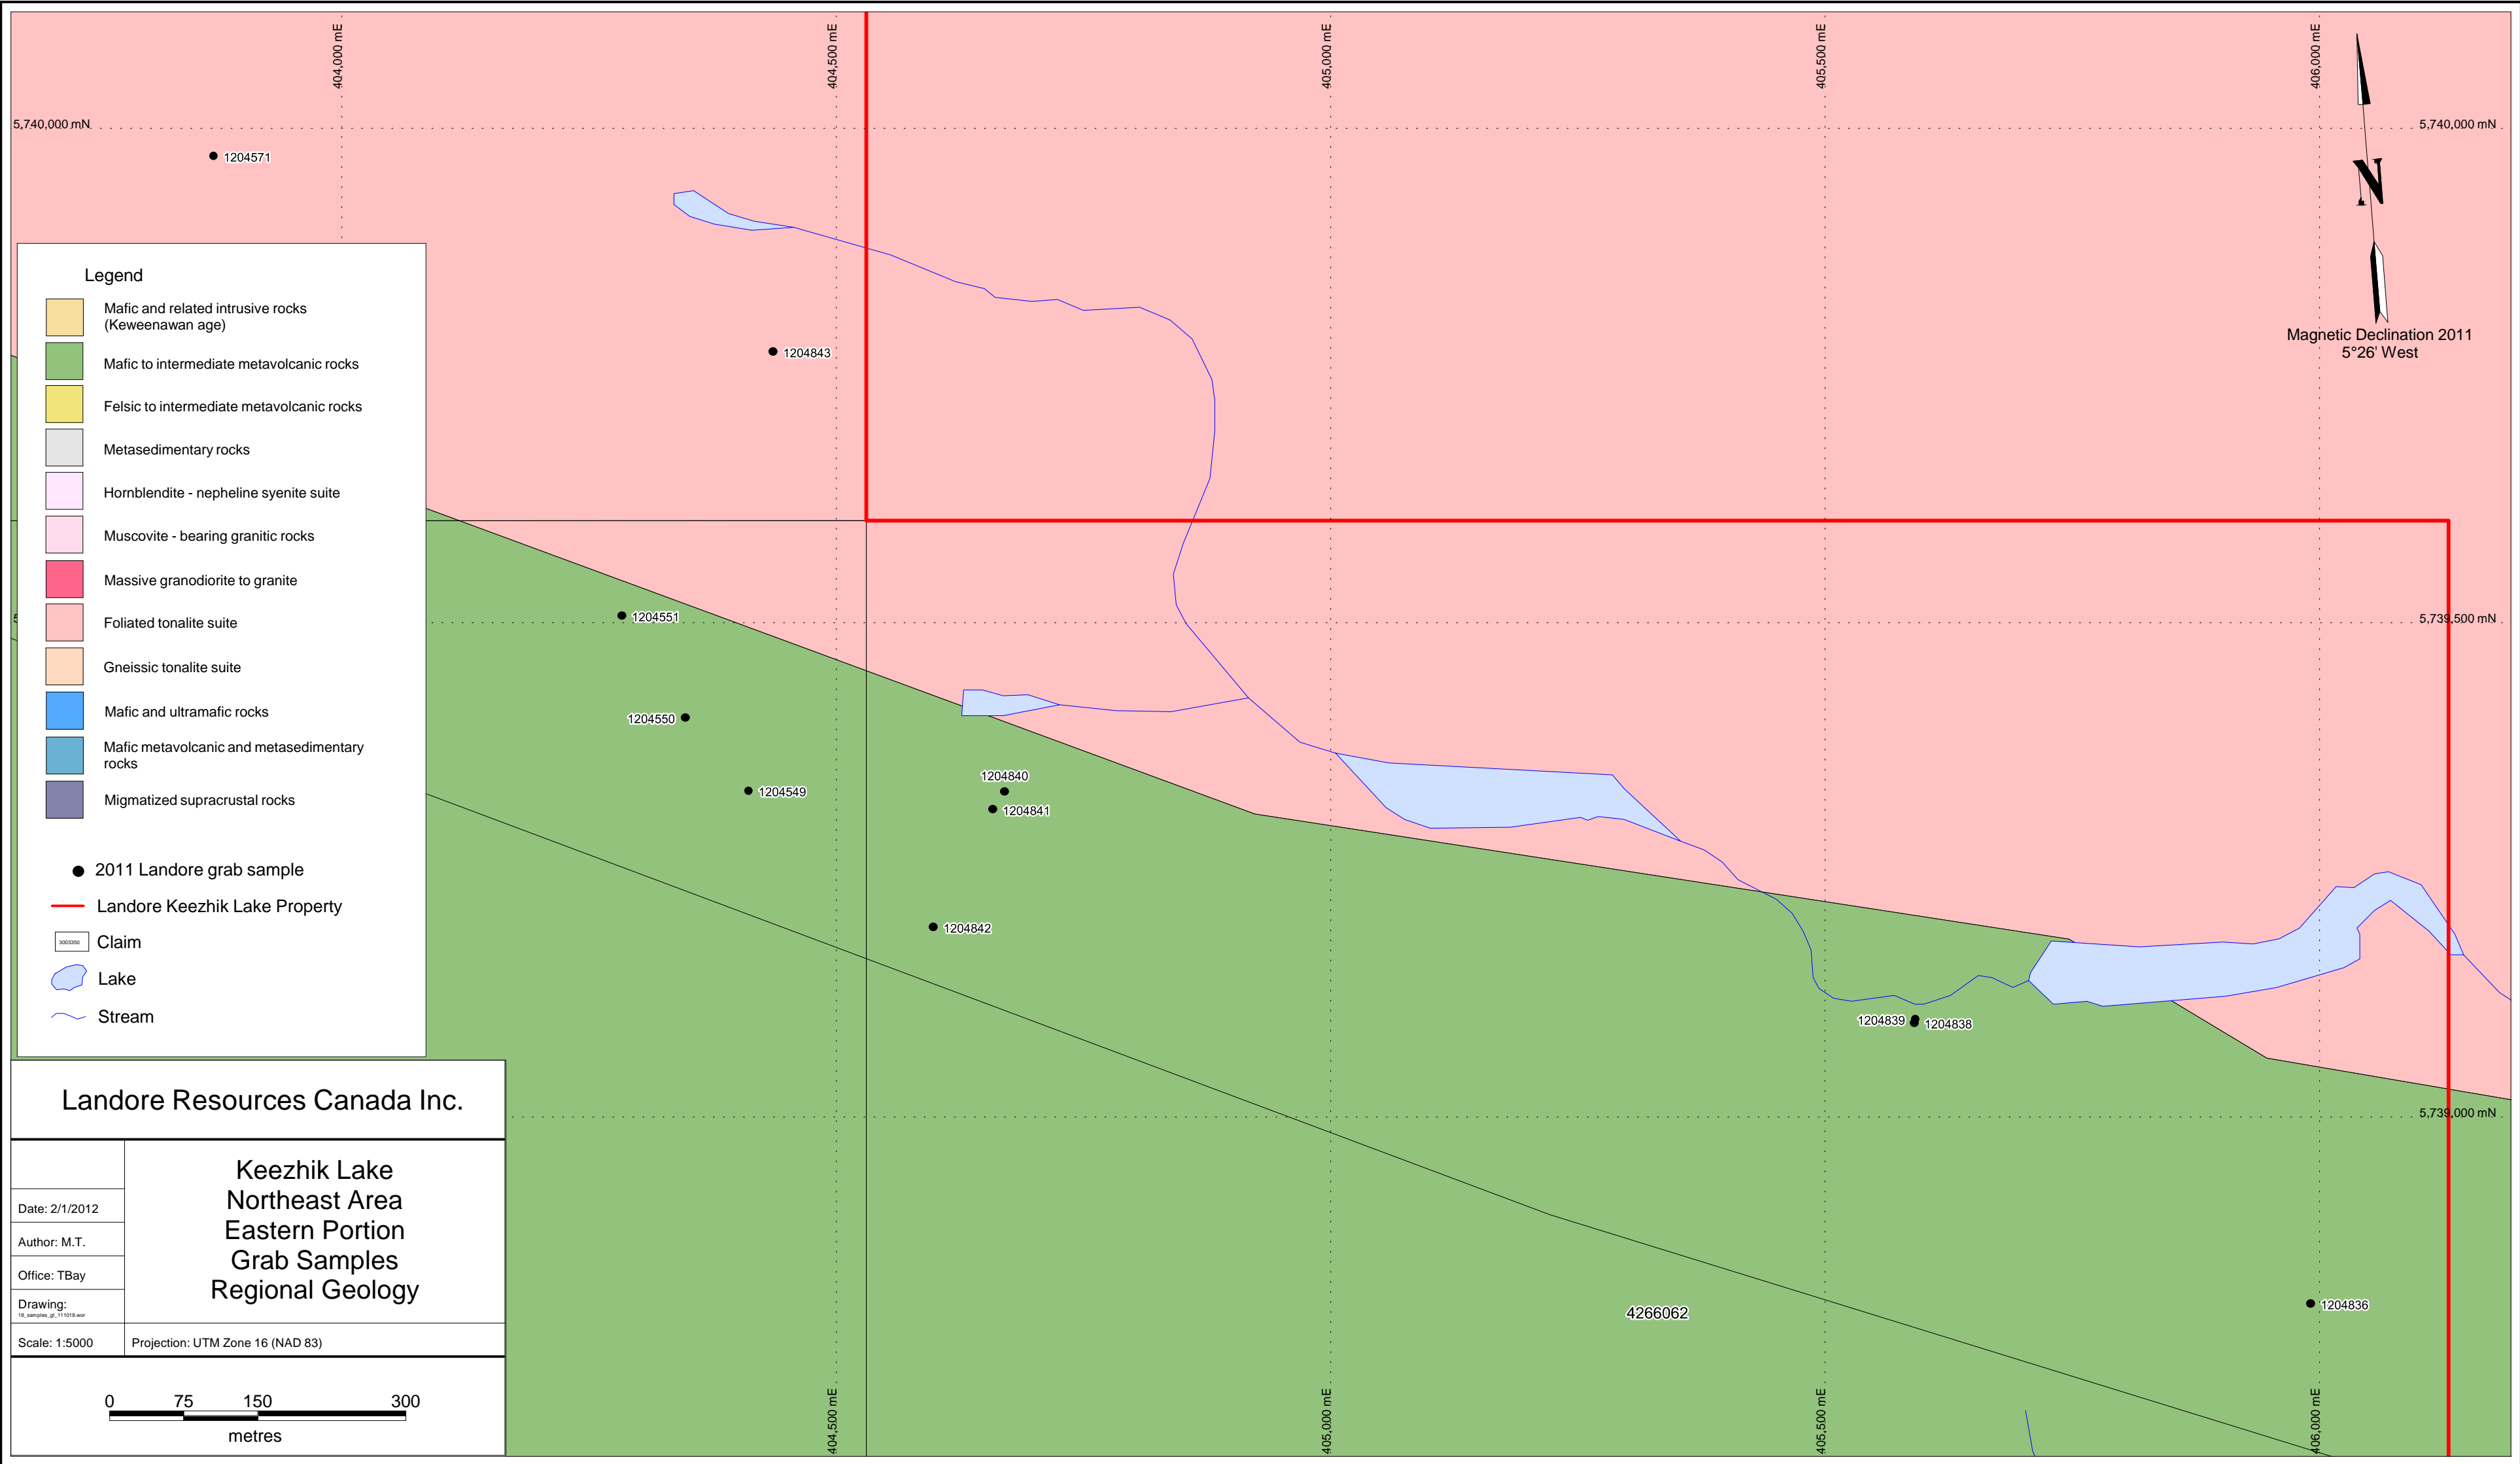 404,000 mE
404,500 mE
405,000 mE
405,500 mE
406,000 mE
5,740,000 mN
5,740,000 mN
1204571
N
Magnetic Declination 2011
5°26' West
1204843
Legend
Mafic and related intrusive rocks
(Keweenawan age)
Mafic to intermediate metavolcanic rocks
Felsic to intermediate metavolcanic rocks
Metasedimentary rocks
Hornblendite - nepheline syenite suite
Muscovite - bearing granitic rocks
Massive granodiorite to granite
Foliated tonalite suite
Gneissic tonalite suite
Mafic and ultramafic rocks
Mafic metavolcanic and metasedimentary
rocks
Migmatized supracrustal rocks
2011 Landore grab sample
Landore Keezhik Lake Property
3003350
Claim
Lake
Stream
1204551
5,739,500 mN
1204550
1204549
1204840
1204841
1204842
1204839
1204838
5,739,000 mN
1204836
4266062
Landore Resources Canada Inc.
Keezhik Lake
Northeast Area
Eastern Portion
Grab Samples
Regional Geology
Date: 2/1/2012
Author: M.T.
Office: TBay
Drawing:
18_samples_gl_111018.wor
Scale: 1:5000
Projection: UTM Zone 16 (NAD 83)
0 75 150 300
metres
404,500 mE
405,000 mE
405,500 mE
406,000 mE